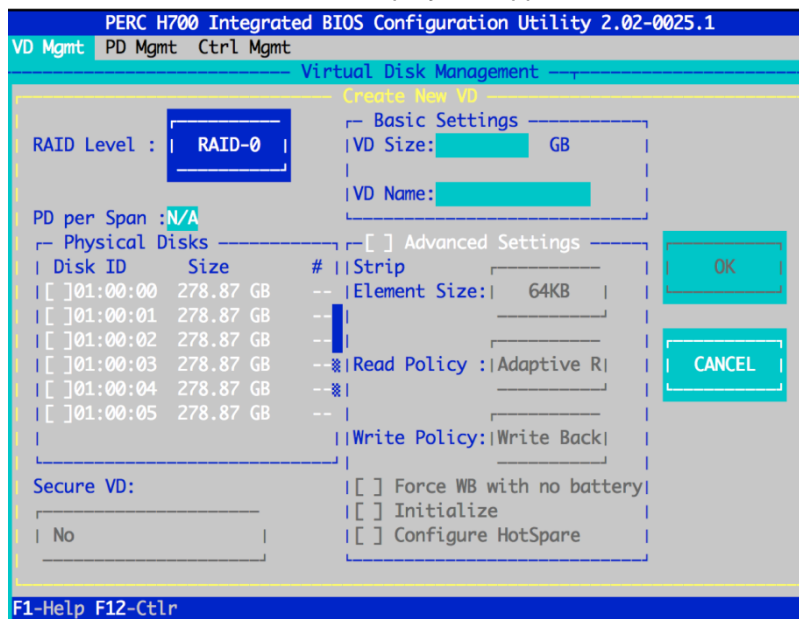 PERC H700 Integrated BIOS Configuration Utility 2.02-0025.1
VD Mgmt PD Mgmt Ctrl Mgmt
Virtual Disk Management
Create New VD
RAID Level : RAID-0
Basic Settings
VD Size: GB
VD Name:
PD per Span :N/A
Physical Disks
Disk ID Size #
[ ]01:00:00 278.87 GB --
[ ]01:00:01 278.87 GB --
[ ]01:00:02 278.87 GB --
[ ]01:00:03 278.87 GB --
[ ]01:00:04 278.87 GB --
[ ]01:00:05 278.87 GB --
[ ] Advanced Settings
Strip
Element Size: 64KB
Read Policy :Adaptive R
Write Policy:Write Back
[ ] Force WB with no battery
[ ] Initialize
[ ] Configure HotSpare
OK
CANCEL
Secure VD:
No
F1-Help F12-Ctlr